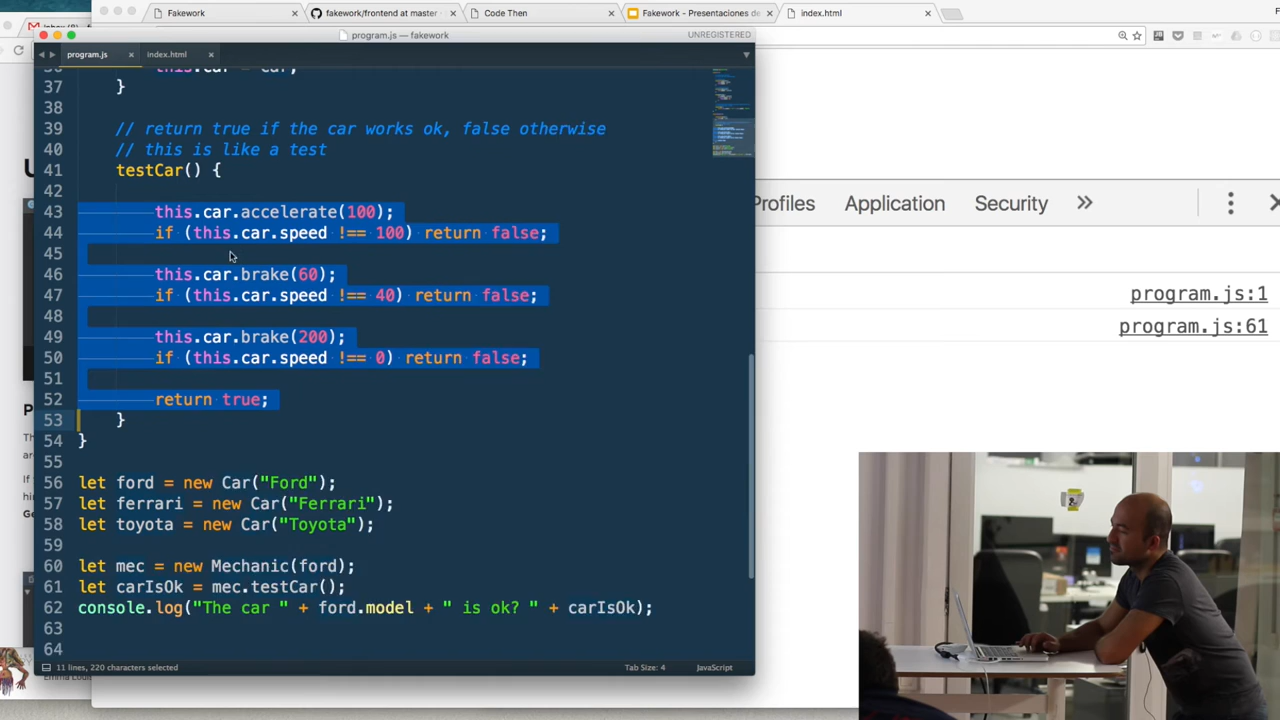 Fakework
fakework/frontend at master
Code Then
Fakework - Presentaciones de
index.html
program.js — fakework
UNREGISTERED
program.js
index.html
37 }
38
39 // return true if the car works ok, false otherwise
40 // this is like a test
41 testCar() {
42
43 this.car.accelerate(100);
44 if (this.car.speed !== 100) return false;
45
46 this.car.brake(60);
47 if (this.car.speed !== 40) return false;
48
49 this.car.brake(200);
50 if (this.car.speed !== 0) return false;
51
52 return true;
53 }
54 }
55
56 let ford = new Car("Ford");
57 let ferrari = new Car("Ferrari");
58 let toyota = new Car("Toyota");
59
60 let mec = new Mechanic(ford);
61 let carIsOk = mec.testCar();
62 console.log("The car " + ford.model + " is ok? " + carIsOk);
63
64
11 lines, 220 characters selected
Tab Size: 4
JavaScript
Application
Security
program.js:1
program.js:61